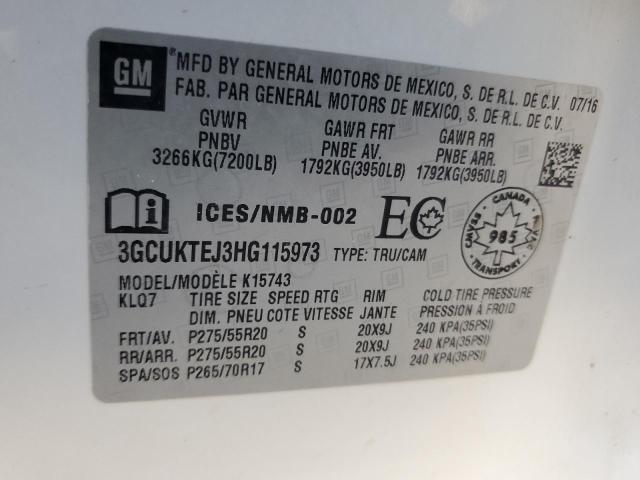 GM
MFD BY GENERAL MOTORS DE MEXICO, S. DE R.L. DE C.V. 07/16
FAB. PAR GENERAL MOTORS DE MEXICO, S. DE R.L. DE C.V.
GVWR GAWR FRT GAWR RR
PNBV PNBE AV. PNBE ARR.
3266KG(7200LB) 1792KG(3950LB) 1792KG(3950LB)
ICES/NMB-002 EC
CANADA
CMVSS 985 NSVAC
TRANSPORT
3GCUKTEJ3HG115973 TYPE: TRU/CAM
MODEL/MODÈLE K15743
KLQ7 TIRE SIZE SPEED RTG RIM COLD TIRE PRESSURE
DIM. PNEU COTE VITESSE JANTE PRESSION À FROID
FRT/AV. P275/55R20 S 20X9J 240 KPA(35PSI)
RR/ARR. P275/55R20 S 20X9J 240 KPA(35PSI)
SPA/SOS P265/70R17 S 17X7.5J 240 KPA(35PSI)